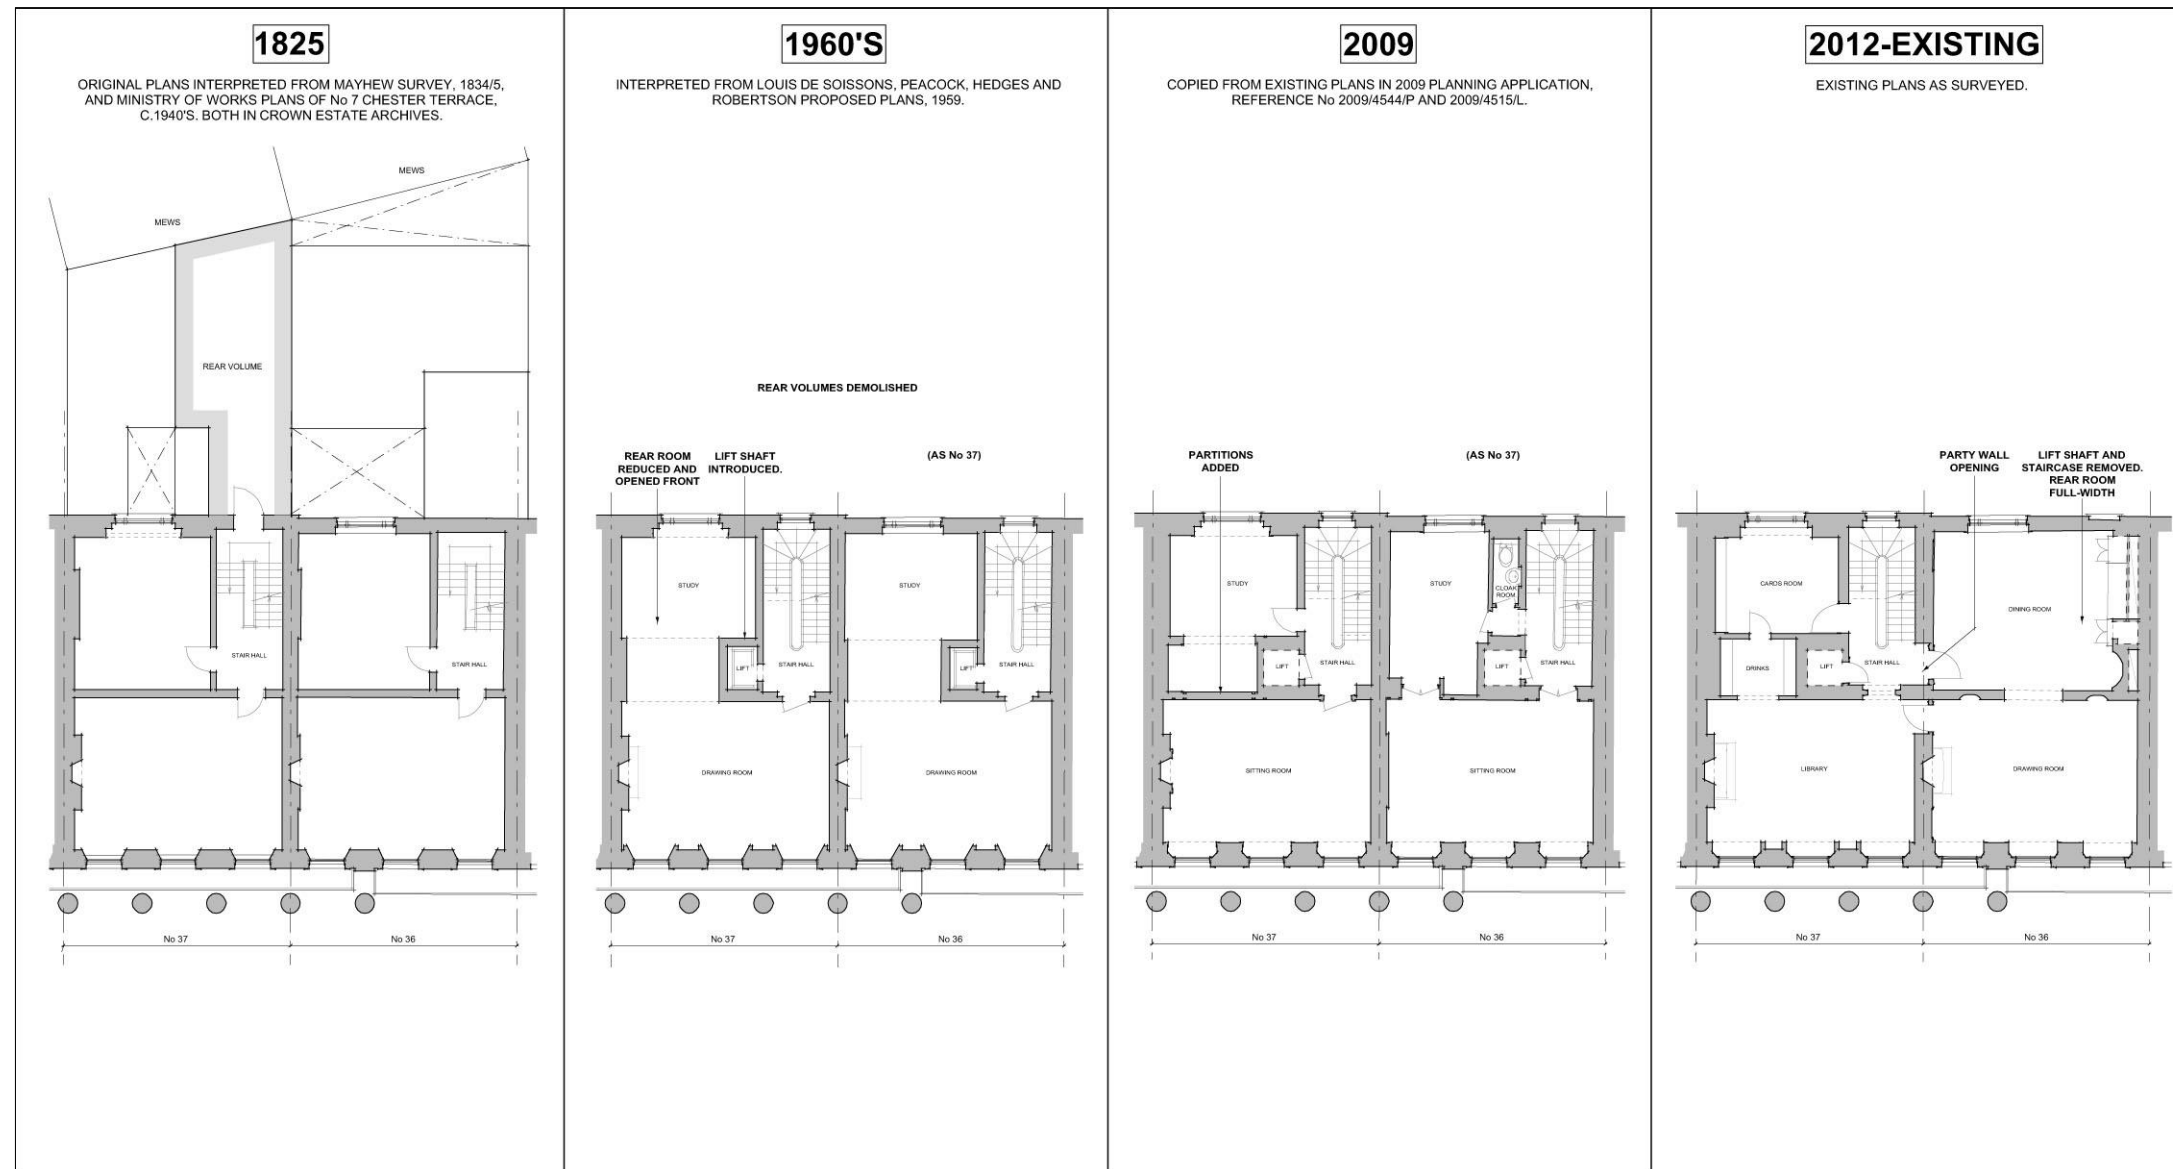 1825
ORIGINAL PLANS INTERPRETED FROM MAYHEW SURVEY, 1834/5,
AND MINISTRY OF WORKS PLANS OF No 7 CHESTER TERRACE,
C.1940'S. BOTH IN CROWN ESTATE ARCHIVES.
MEWS
MEWS
REAR VOLUME
STAIR HALL
STAIR HALL
No 37
No 36
1960'S
INTERPRETED FROM LOUIS DE SOISSONS, PEACOCK, HEDGES AND
ROBERTSON PROPOSED PLANS, 1959.
REAR VOLUMES DEMOLISHED
REAR ROOM
REDUCED AND
OPENED FRONT
LIFT SHAFT
INTRODUCED.
(AS No 37)
STUDY
STUDY
LIFT
STAIR HALL
LIFT
STAIR HALL
DRAWING ROOM
DRAWING ROOM
No 37
No 36
2009
COPIED FROM EXISTING PLANS IN 2009 PLANNING APPLICATION,
REFERENCE No 2009/4544/P AND 2009/4515/L.
PARTITIONS
ADDED
(AS No 37)
STUDY
STUDY
CLOAK
ROOM
LIFT
STAIR HALL
LIFT
STAIR HALL
SITTING ROOM
SITTING ROOM
No 37
No 36
2012-EXISTING
EXISTING PLANS AS SURVEYED.
PARTY WALL
OPENING
LIFT SHAFT AND
STAIRCASE REMOVED.
REAR ROOM
FULL-WIDTH
CARDS ROOM
DINING ROOM
DRINKS
LIFT
STAIR HALL
LIBRARY
DRAWING ROOM
No 37
No 36